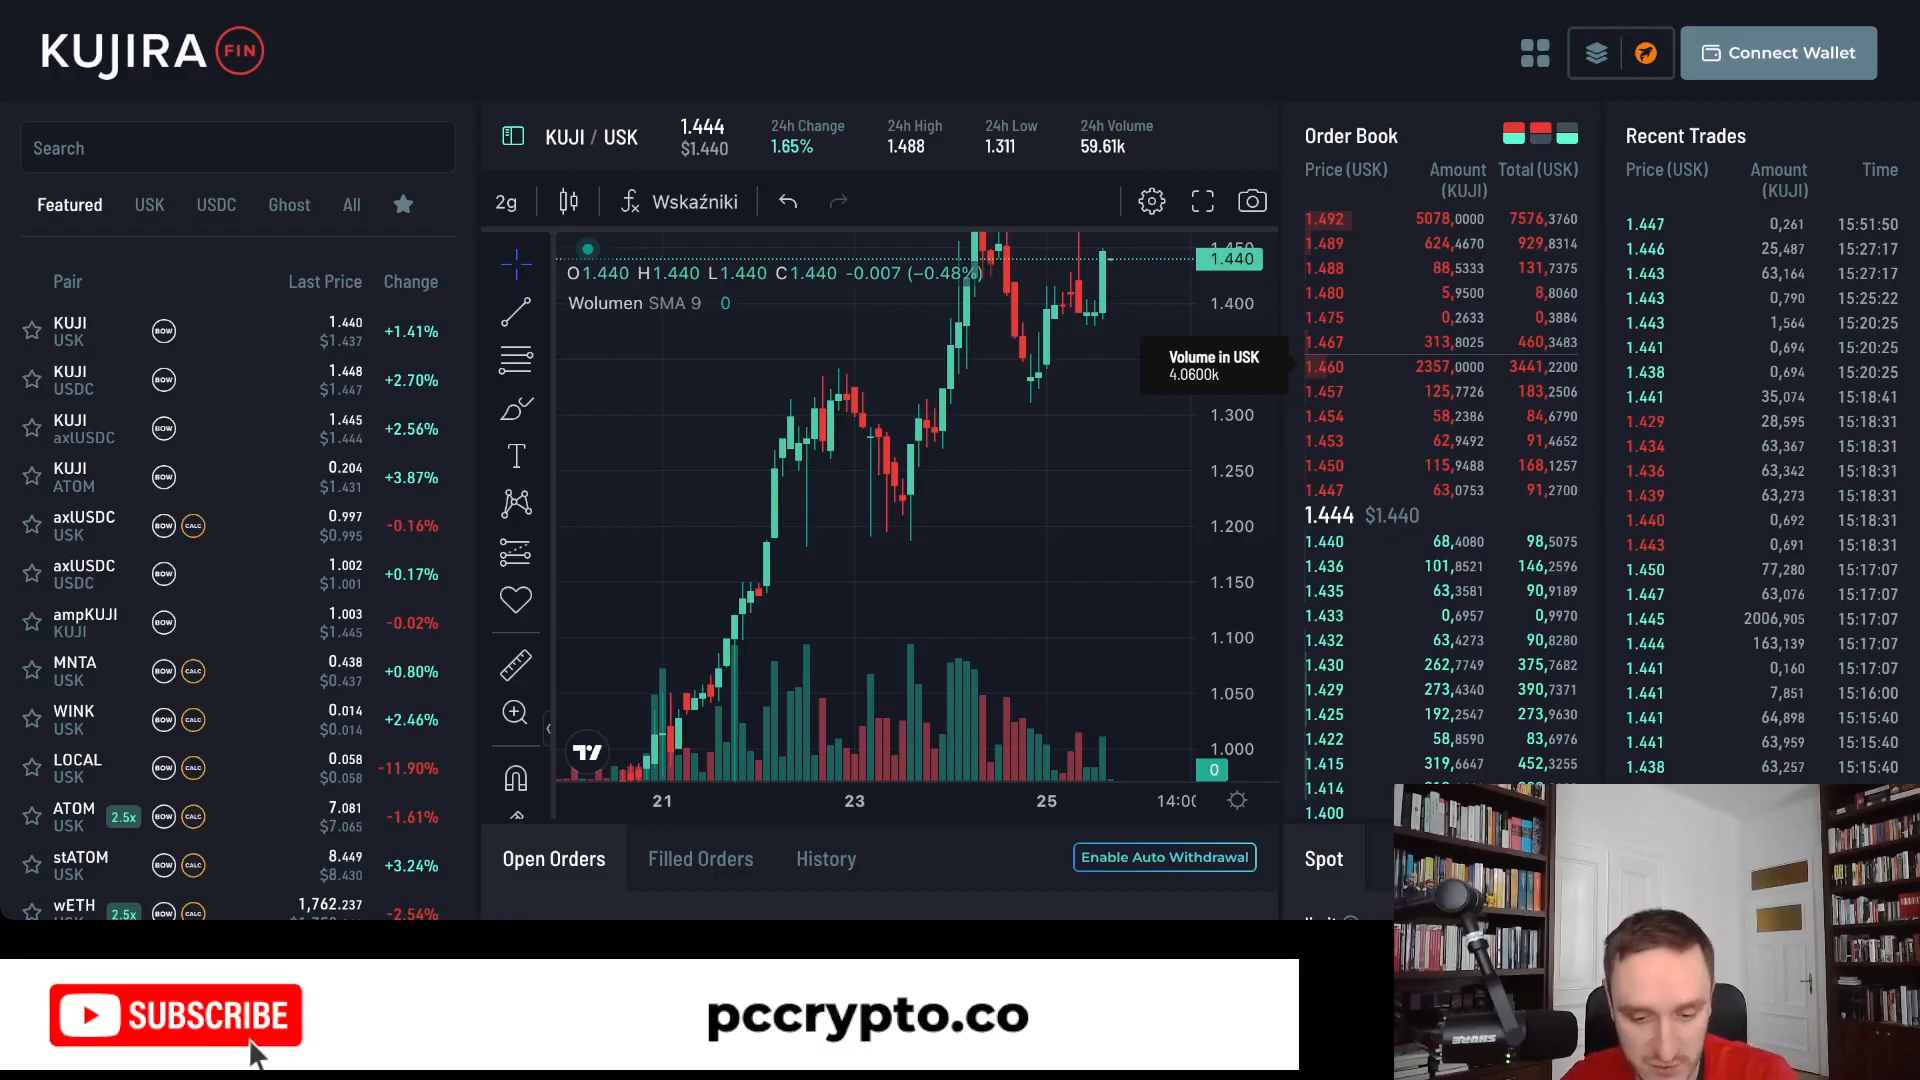 KUJIRA FIN
Connect Wallet
Search
Featured USK USDC Ghost All
Pair Last Price Change
KUJI BOW 1.440 +1.41%
USK $1.437
KUJI BOW 1.448 +2.70%
USDC $1.447
KUJI BOW 1.445 +2.56%
axlUSDC $1.444
KUJI BOW 0.204 +3.87%
ATOM $1.431
axlUSDC BOW CALC 0.997 -0.16%
USK $0.995
axlUSDC BOW 1.002 +0.17%
USDC $1.001
ampKUJI BOW 1.003 -0.02%
KUJI $1.445
MNTA BOW CALC 0.438 +0.80%
USK $0.437
WINK BOW CALC 0.014 +2.46%
USK $0.014
LOCAL BOW CALC 0.058 -11.90%
USK $0.058
ATOM 2.5x BOW CALC 7.081 -1.61%
USK $7.065
stATOM BOW CALC 8.449 +3.24%
USK $8.430
wETH 2.5x BOW CALC 1,762.237 -2.54%
KUJI / USK
1.444
$1.440
24h Change
1.65%
24h High
1.488
24h Low
1.311
24h Volume
59.61k
2g Wskaźniki
O1.440 H1.440 L1.440 C1.440 -0.007 (−0.48%)
Wolumen SMA 9 0
1.450
1.440
1.400
1.300
1.250
1.200
1.150
1.100
1.050
1.000
0
21 23 25 14:00
Volume in USK
4.0600k
Open Orders Filled Orders History Enable Auto Withdrawal
Order Book
Price (USK) Amount (KUJI) Total (USK)
1.492 5078,0000 7576,3760
1.489 624,4670 929,8314
1.488 88,5333 131,7375
1.480 5,9500 8,8060
1.475 0,2633 0,3884
1.467 313,8025 460,3483
1.460 2357,0000 3441,2200
1.457 125,7726 183,2506
1.454 58,2386 84,6790
1.453 62,9492 91,4652
1.450 115,9488 168,1257
1.447 63,0753 91,2700
1.444 $1.440
1.440 68,4080 98,5075
1.436 101,8521 146,2596
1.435 63,3581 90,9189
1.433 0,6957 0,9970
1.432 63,4273 90,8280
1.430 262,7749 375,7682
1.429 273,4340 390,7371
1.425 192,2547 273,9630
1.422 58,8590 83,6976
1.415 319,6647 452,3255
1.414
1.400
Spot
Recent Trades
Price (USK) Amount (KUJI) Time
1.447 0,261 15:51:50
1.446 25,487 15:27:17
1.443 63,164 15:27:17
1.443 0,790 15:25:22
1.443 1,564 15:20:25
1.441 0,694 15:20:25
1.438 0,694 15:20:25
1.441 35,074 15:18:41
1.429 28,595 15:18:31
1.434 63,367 15:18:31
1.436 63,342 15:18:31
1.439 63,273 15:18:31
1.440 0,692 15:18:31
1.443 0,691 15:18:31
1.450 77,280 15:17:07
1.447 63,076 15:17:07
1.445 2006,905 15:17:07
1.444 163,139 15:17:07
1.441 0,160 15:17:07
1.441 7,851 15:16:00
1.441 64,898 15:15:40
1.441 63,959 15:15:40
1.438 63,257 15:15:40
SHURE
SUBSCRIBE
pccrypto.co